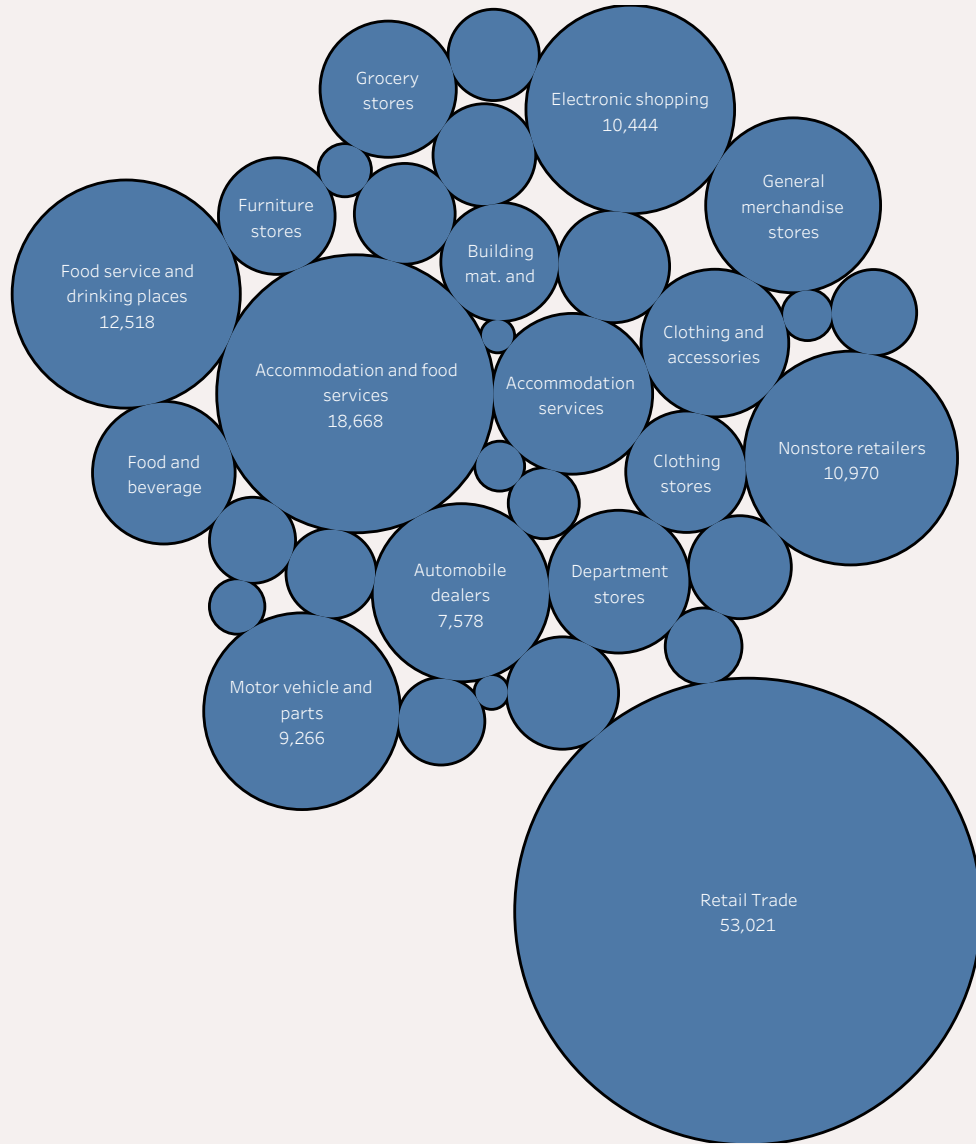 Grocery
stores
Electronic shopping
10,444
General
merchandise
stores
Furniture
stores
Building
mat. and
Food service and
drinking places
12,518
Clothing and
accessories
Accommodation and food
services
18,668
Accommodation
services
Nonstore retailers
10,970
Food and
beverage
Clothing
stores
Automobile
dealers
7,578
Department
stores
Motor vehicle and
parts
9,266
Retail Trade
53,021